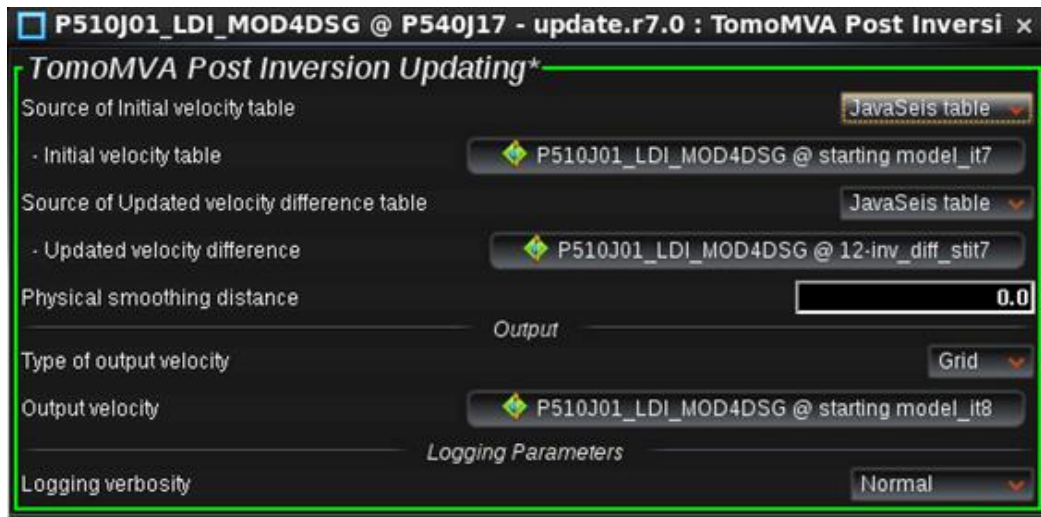 P510J01_LDI_MOD4DSG @ P540J17 - update.r7.0 : TomoMVA Post Inversi ×
TomoMVA Post Inversion Updating*
Source of Initial velocity table JavaSeis table
- Initial velocity table P510J01_LDI_MOD4DSG @ starting model_it7
Source of Updated velocity difference table JavaSeis table
- Updated velocity difference P510J01_LDI_MOD4DSG @ 12-inv_diff_stit7
Physical smoothing distance 0.0
Output
Type of output velocity Grid
Output velocity P510J01_LDI_MOD4DSG @ starting model_it8
Logging Parameters
Logging verbosity Normal